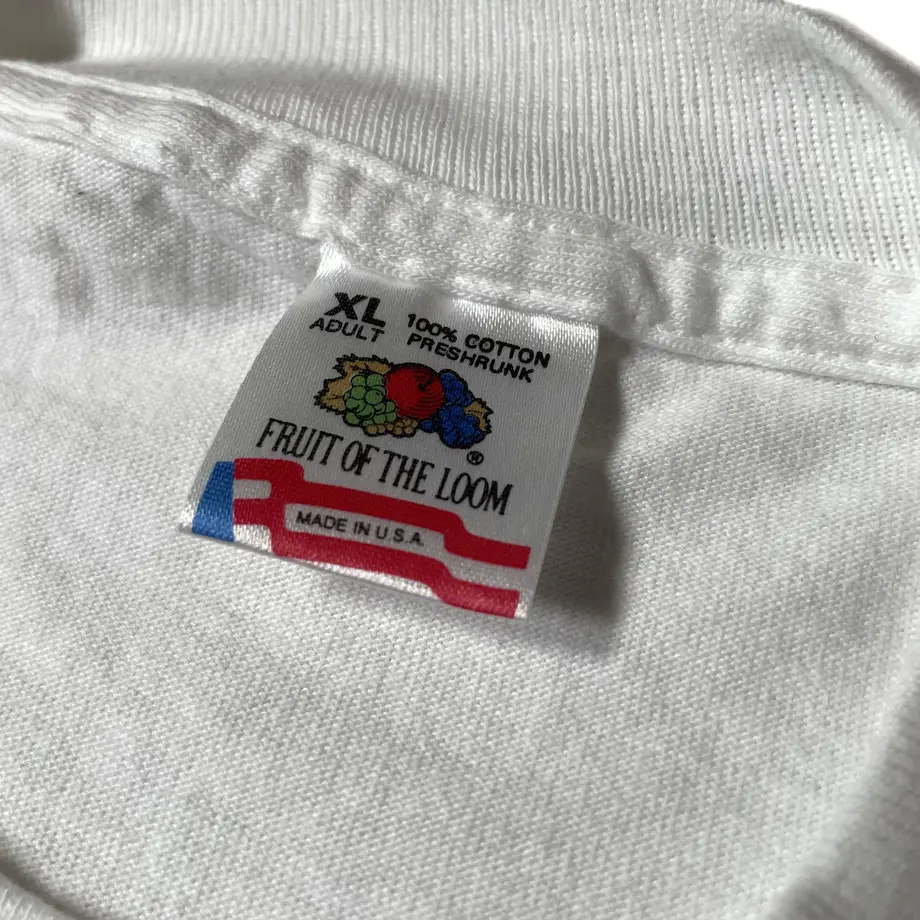 XL
ADULT
100% COTTON
PRESHRUNK
®
FRUIT OF THE LOOM
MADE IN U.S.A.